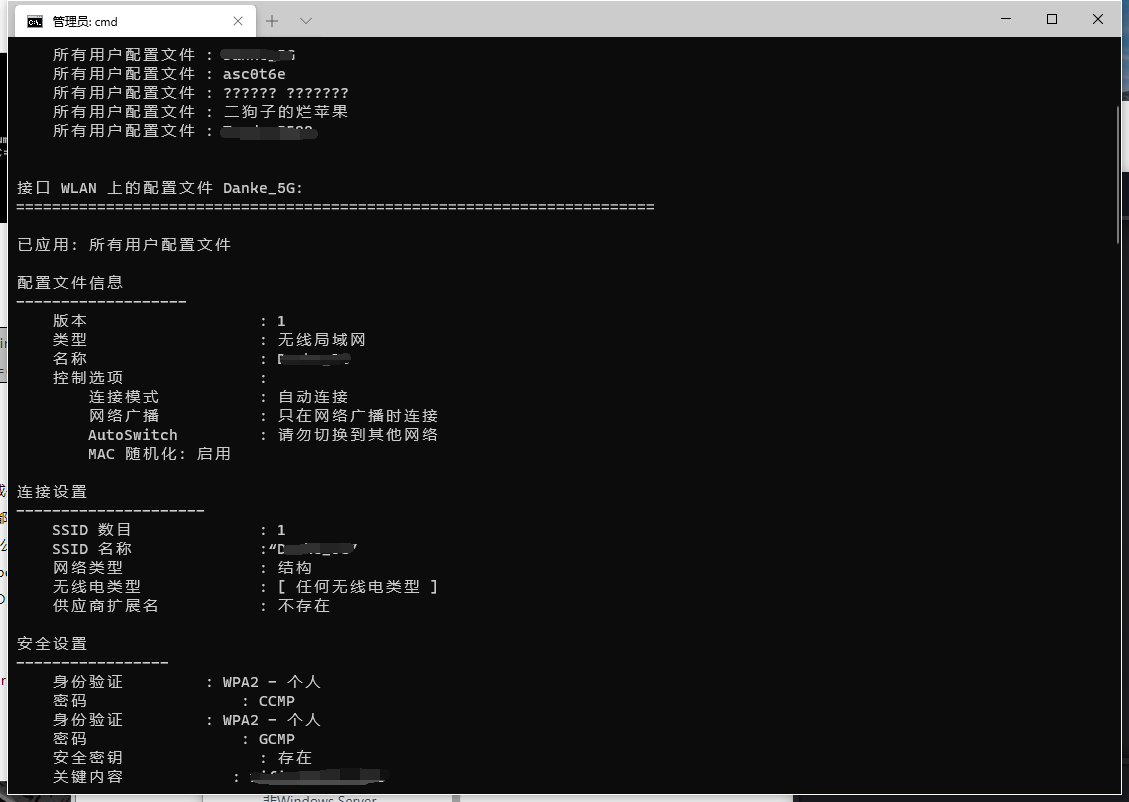 管理员: cmd
所有用户配置文件 :
所有用户配置文件 : asc0t6e
所有用户配置文件 : ?????? ???????
所有用户配置文件 : 二狗子的烂苹果
所有用户配置文件 :
接口 WLAN 上的配置文件 Danke_5G:
=======================================================================
已应用: 所有用户配置文件
配置文件信息
-------------------
版本 : 1
类型 : 无线局域网
名称 :
控制选项 :
连接模式 : 自动连接
网络广播 : 只在网络广播时连接
AutoSwitch : 请勿切换到其他网络
MAC 随机化: 启用
连接设置
---------------------
SSID 数目 : 1
SSID 名称 :
网络类型 : 结构
无线电类型 : [ 任何无线电类型 ]
供应商扩展名 : 不存在
安全设置
-----------------
身份验证 : WPA2 - 个人
密码 : CCMP
身份验证 : WPA2 - 个人
密码 : GCMP
安全密钥 : 存在
关键内容 :
非Windows Server